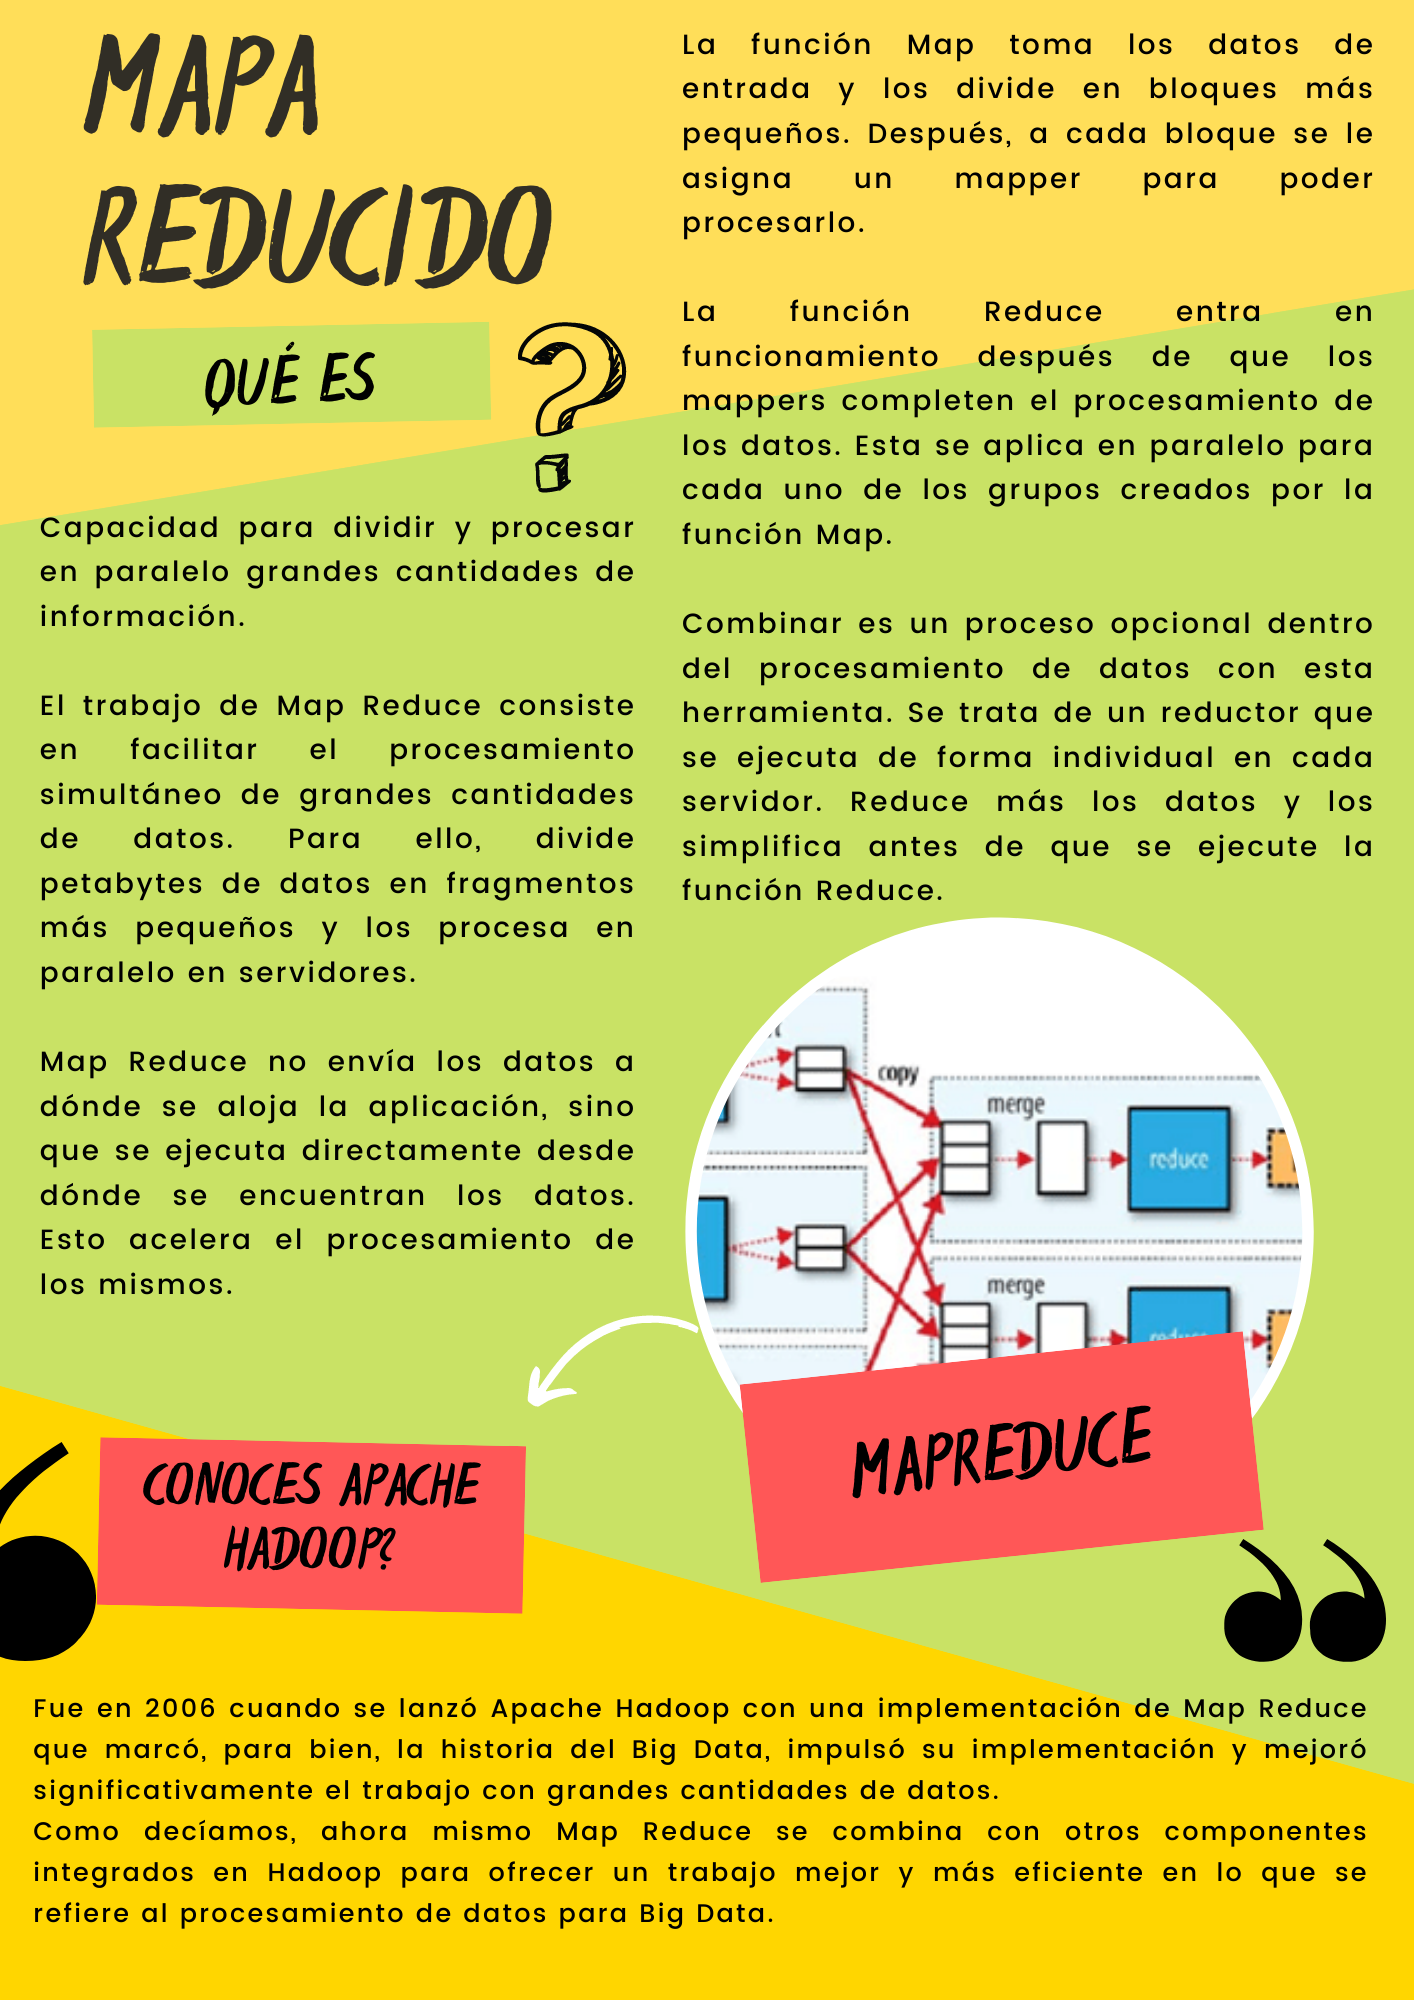 MAPA
REDUCIDO
QUÉ ES
?
Capacidad para dividir y procesar
en paralelo grandes cantidades de
información.
El trabajo de Map Reduce consiste
en facilitar el procesamiento
simultáneo de grandes cantidades
de datos. Para ello, divide
petabytes de datos en fragmentos
más pequeños y los procesa en
paralelo en servidores.
Map Reduce no envía los datos a
dónde se aloja la aplicación, sino
que se ejecuta directamente desde
dónde se encuentran los datos.
Esto acelera el procesamiento de
los mismos.
La función Map toma los datos de
entrada y los divide en bloques más
pequeños. Después, a cada bloque se le
asigna un mapper para poder
procesarlo.
La función Reduce entra en
funcionamiento después de que los
mappers completen el procesamiento de
los datos. Esta se aplica en paralelo para
cada uno de los grupos creados por la
función Map.
Combinar es un proceso opcional dentro
del procesamiento de datos con esta
herramienta. Se trata de un reductor que
se ejecuta de forma individual en cada
servidor. Reduce más los datos y los
simplifica antes de que se ejecute la
función Reduce.
copy
merge
reduce
merge
reduce
MAPREDUCE
CONOCES APACHE
HADOOP?
Fue en 2006 cuando se lanzó Apache Hadoop con una implementación de Map Reduce
que marcó, para bien, la historia del Big Data, impulsó su implementación y mejoró
significativamente el trabajo con grandes cantidades de datos.
Como decíamos, ahora mismo Map Reduce se combina con otros componentes
integrados en Hadoop para ofrecer un trabajo mejor y más eficiente en lo que se
refiere al procesamiento de datos para Big Data.